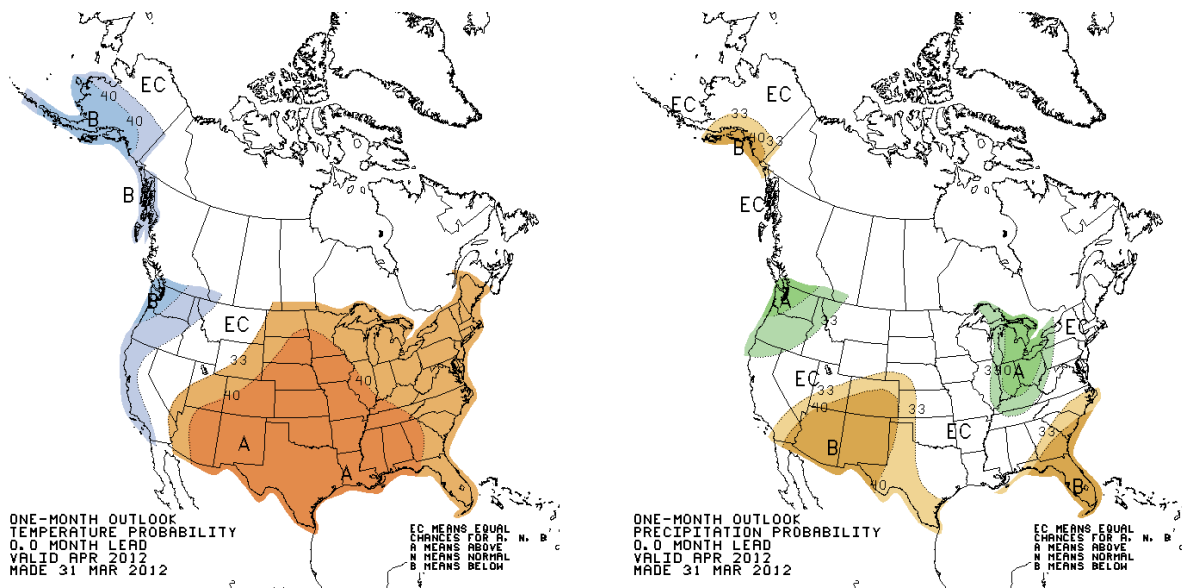 EC
40
40
B
B
B
EC
33
40
40
A
A
ONE-MONTH OUTLOOK
TEMPERATURE PROBABILITY
0.0 MONTH LEAD
VALID APR 2012
MADE 31 MAR 2012
EC MEANS EQUAL
CHANCES FOR A, N, B
A MEANS ABOVE
N MEANS NORMAL
B MEANS BELOW
EC
EC
33
40
33
B
EC
A
33
EC
A
EC
33
40
33
EC
33
B
40
B
ONE-MONTH OUTLOOK
PRECIPITATION PROBABILITY
0.0 MONTH LEAD
VALID APR 2012
MADE 31 MAR 2012
EC MEANS EQUAL
CHANCES FOR A, N, B
A MEANS ABOVE
N MEANS NORMAL
B MEANS BELOW